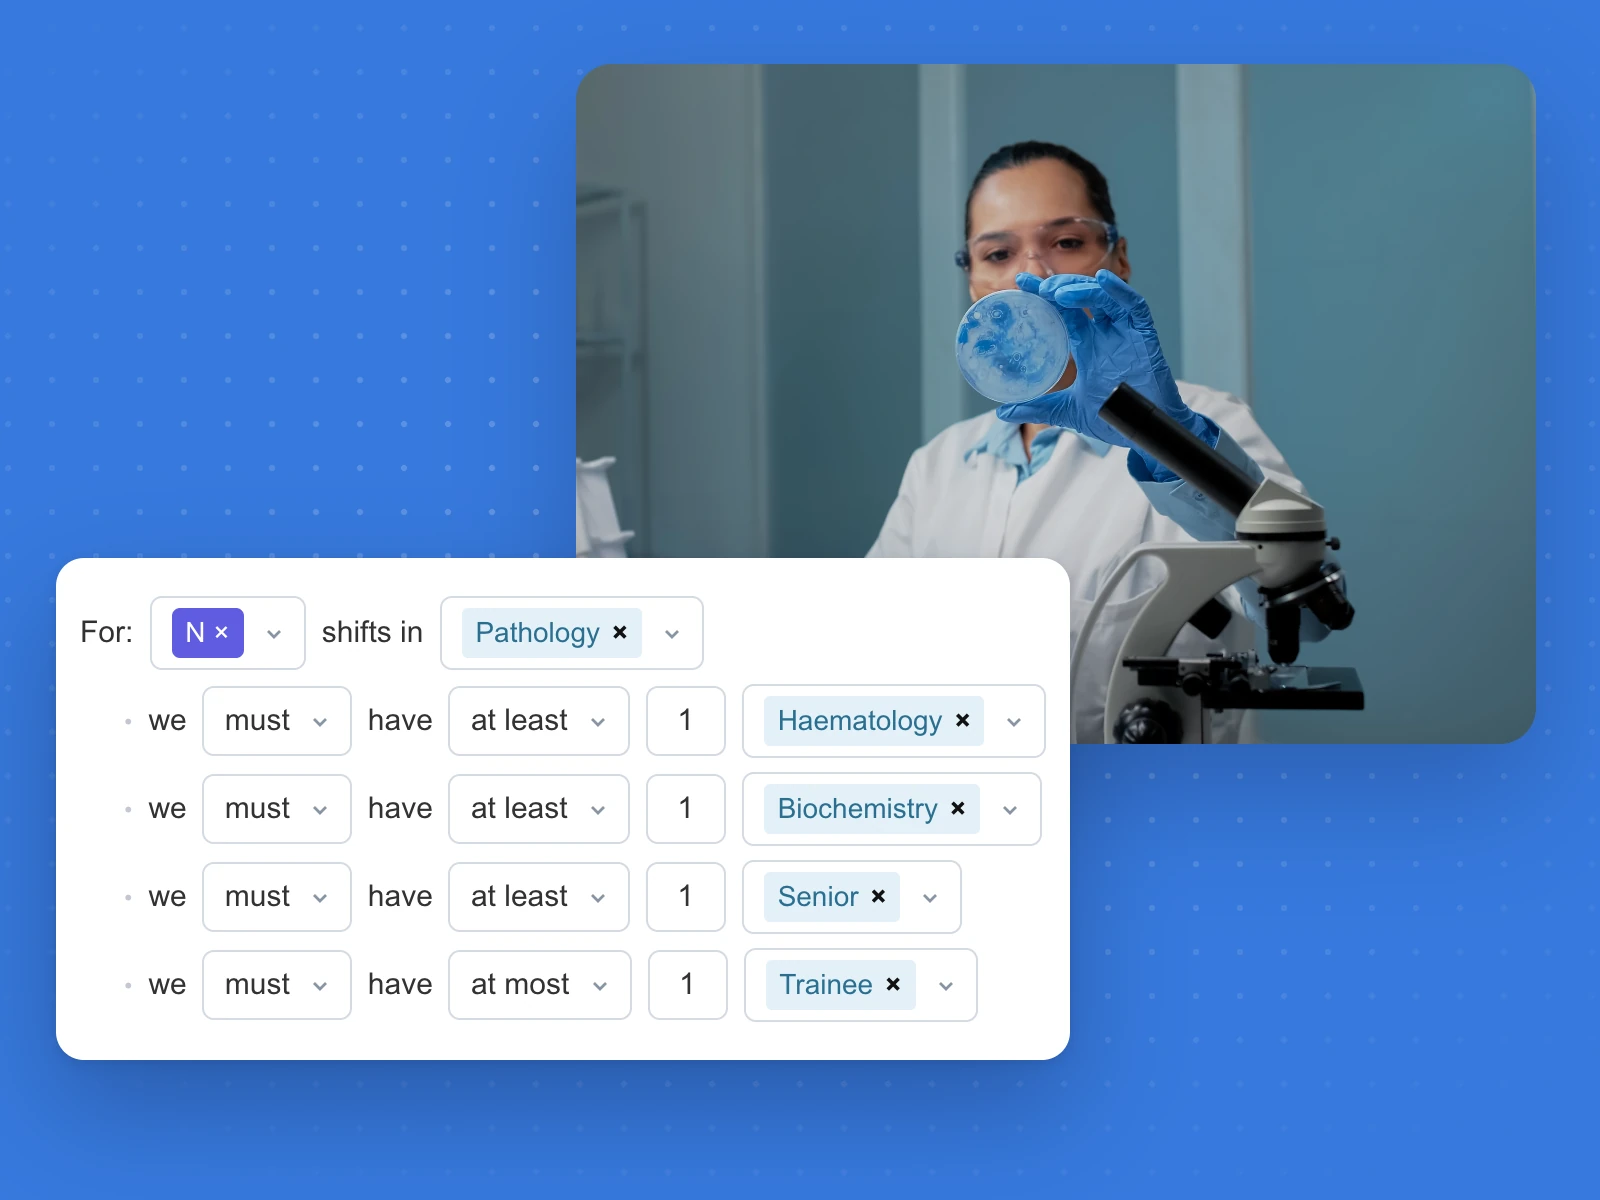 For: N × shifts in Pathology ×
we must have at least 1 Haematology ×
we must have at least 1 Biochemistry ×
we must have at least 1 Senior ×
we must have at most 1 Trainee ×